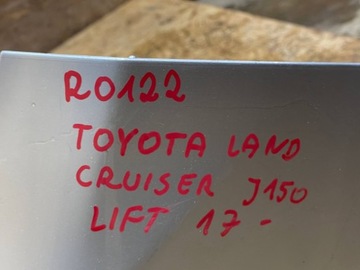 R0122
TOYOTA LAND
CRUISER J150
LIFT 17-